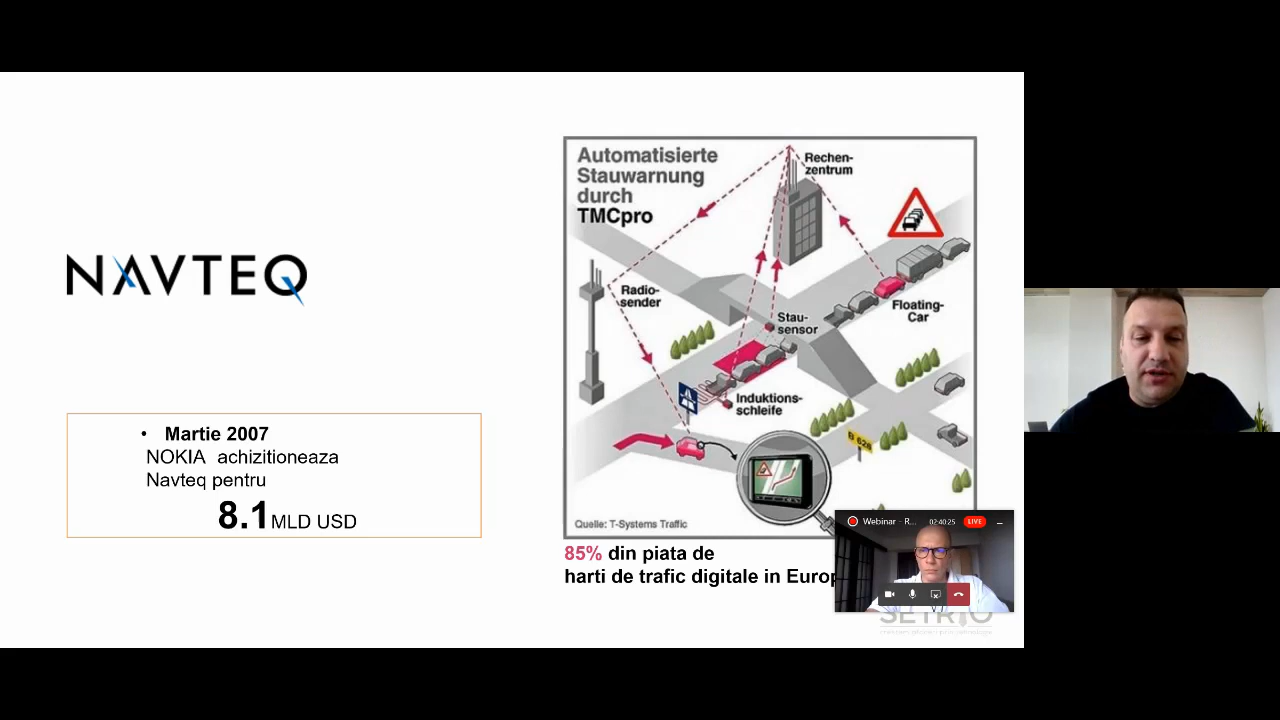 NAVTEQ
• Martie 2007
NOKIA achizitioneaza
Navteq pentru
8.1 MLD USD
Automatisierte
Stauwarnung
durch
TMCpro
Rechen-
zentrum
Radio-
sender
Stau-
sensor
Floating-
Car
Induktions-
schleife
B 628
Quelle: T-Systems Traffic
85% din piata de
harti de trafic digitale in Europ
Webinar - R... 02:40:25 LIVE
SETRIO